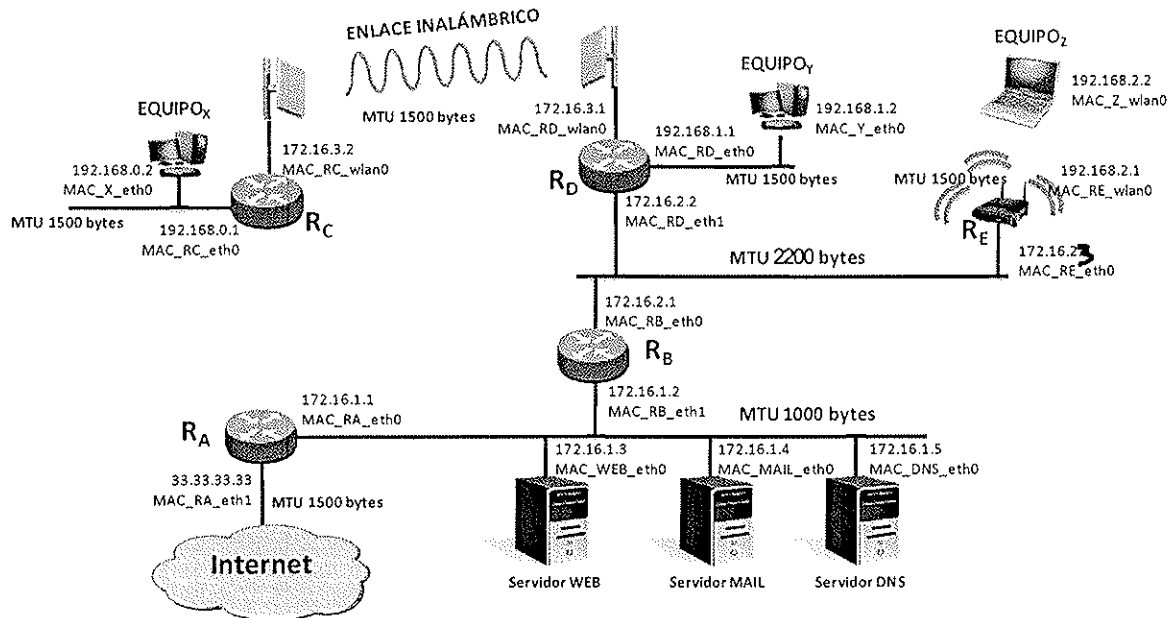 ENLACE INALÁMBRICO
MTU 1500 bytes
EQUIPOX
192.168.0.2
MAC_X_eth0
172.16.3.2
MAC_RC_wlan0
MTU 1500 bytes
RC
192.168.0.1
MAC_RC_eth0
172.16.3.1
MAC_RD_wlan0
EQUIPOY
192.168.1.2
MAC_Y_eth0
192.168.1.1
MAC_RD_eth0
RD
MTU 1500 bytes
172.16.2.2
MAC_RD_eth1
EQUIPOZ
192.168.2.2
MAC_Z_wlan0
MTU 1500 bytes
192.168.2.1
MAC_RE_wlan0
RE
172.16.2.3
MAC_RE_eth0
MTU 2200 bytes
172.16.2.1
MAC_RB_eth0
RB
172.16.1.2
MAC_RB_eth1
MTU 1000 bytes
172.16.1.1
MAC_RA_eth0
RA
33.33.33.33
MAC_RA_eth1
MTU 1500 bytes
Internet
172.16.1.3
MAC_WEB_eth0
Servidor WEB
172.16.1.4
MAC_MAIL_eth0
Servidor MAIL
172.16.1.5
MAC_DNS_eth0
Servidor DNS